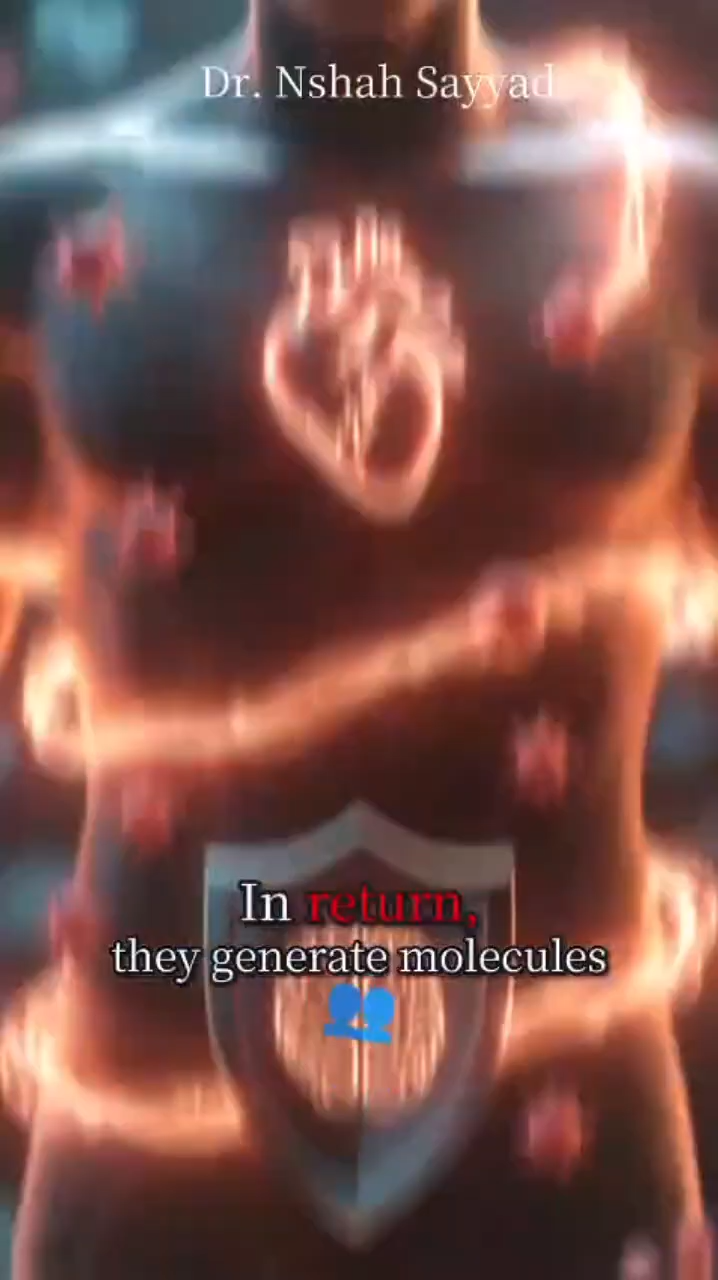 Dr. Nshah Sayyad
In return,
they generate molecules